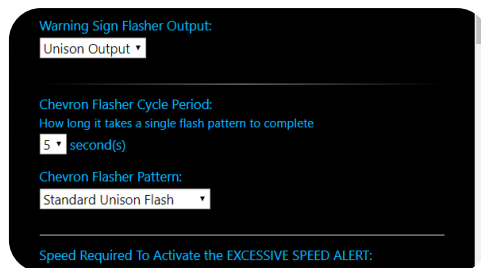 Warning Sign Flasher Output:
Unison Output
Chevron Flasher Cycle Period:
How long it takes a single flash pattern to complete
5 second(s)
Chevron Flasher Pattern:
Standard Unison Flash
Speed Required To Activate the EXCESSIVE SPEED ALERT: